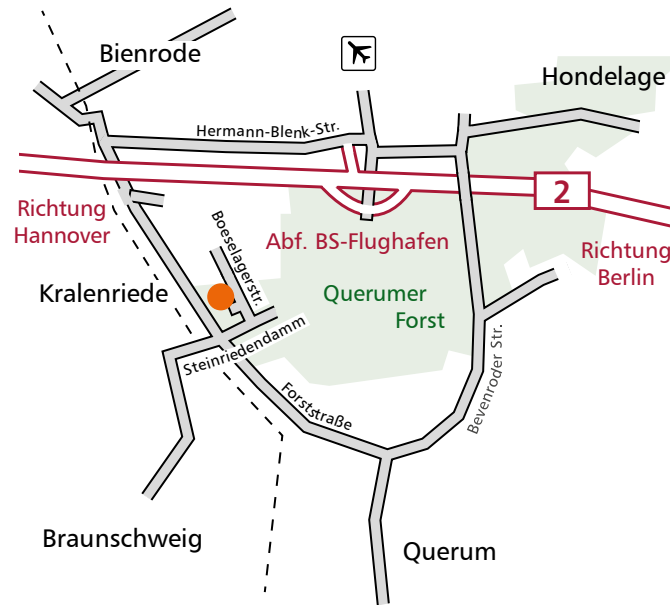 Bienrode
Hondelage
Hermann-Blenk-Str.
2
Richtung
Hannover
Boeselagerstr.
Abf. BS-Flughafen
Richtung
Berlin
Kralenriede
Querumer
Forst
Steinriedendamm
Bevenroder Str.
Forststraße
Braunschweig
Querum